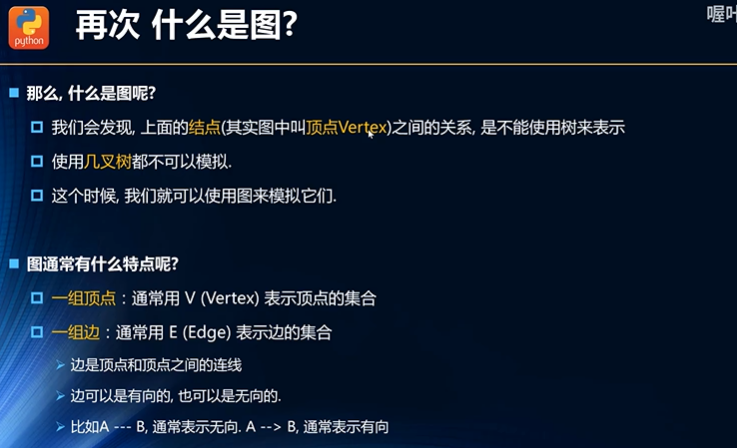 python
再次 什么是图?
喔
那么, 什么是图呢?
我们会发现, 上面的结点(其实图中叫顶点Vertex)之间的关系, 是不能使用树来表示
使用几叉树都不可以模拟.
这个时候, 我们就可以使用图来模拟它们.
图通常有什么特点呢?
一组顶点：通常用 V (Vertex) 表示顶点的集合
一组边：通常用 E (Edge) 表示边的集合
边是顶点和顶点之间的连线
边可以是有向的, 也可以是无向的.
比如A --- B, 通常表示无向. A --> B, 通常表示有向